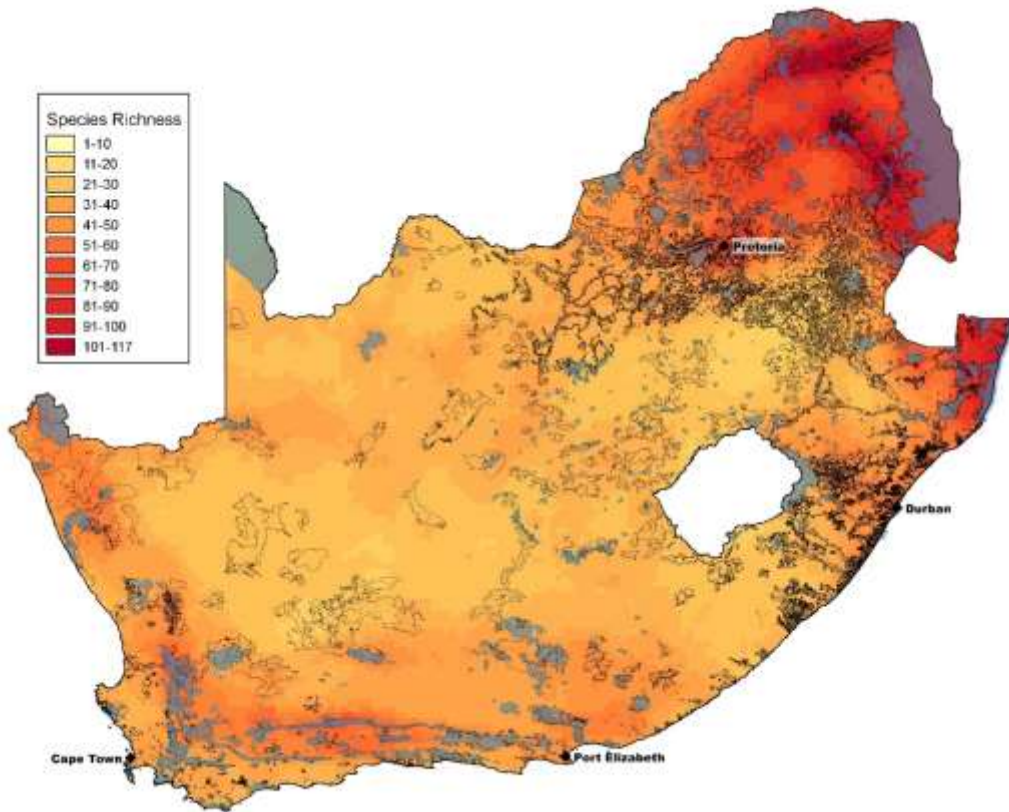 Species Richness
1-10
11-20
21-30
31-40
41-50
51-60
61-70
71-80
81-90
91-100
101-117
Pretoria
Durban
Cape Town
Port Elizabeth